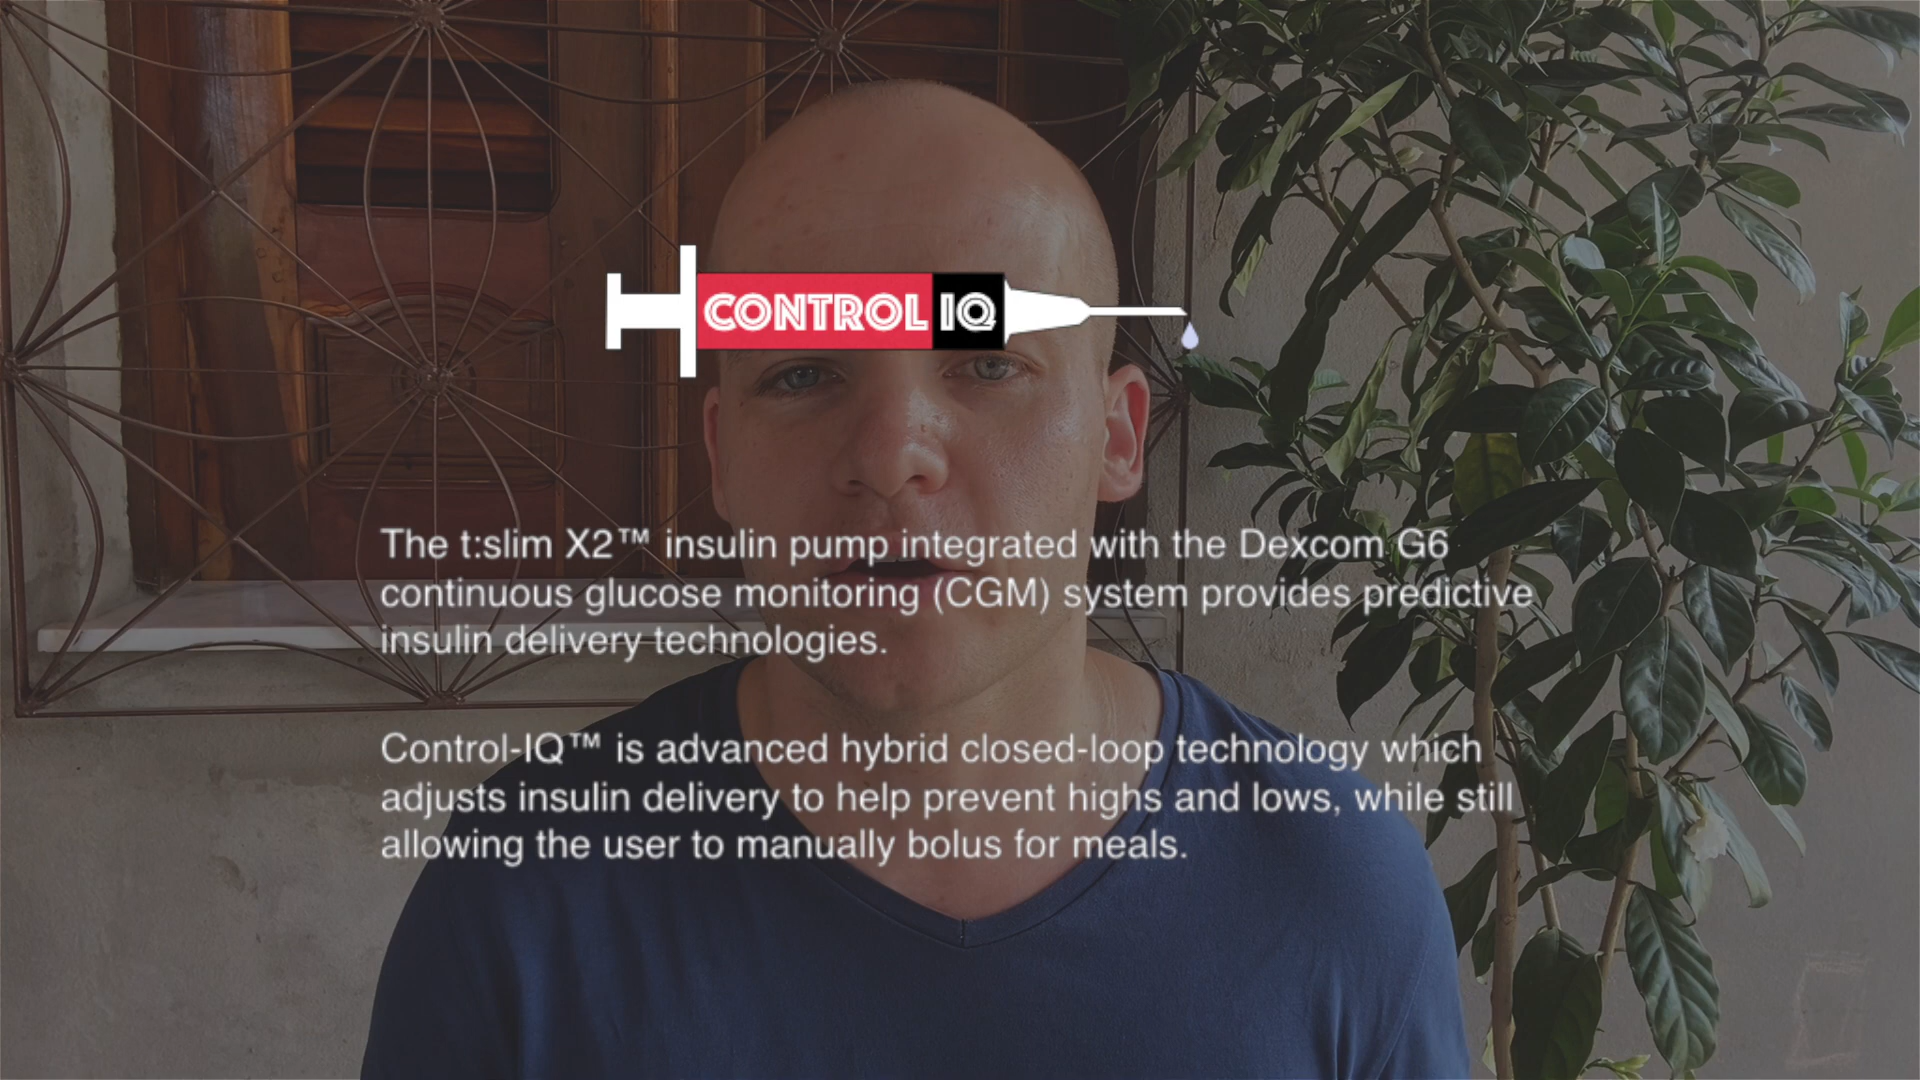 CONTROL IQ
The t:slim X2™ insulin pump integrated with the Dexcom G6
continuous glucose monitoring (CGM) system provides predictive
insulin delivery technologies.
Control-IQ™ is advanced hybrid closed-loop technology which
adjusts insulin delivery to help prevent highs and lows, while still
allowing the user to manually bolus for meals.